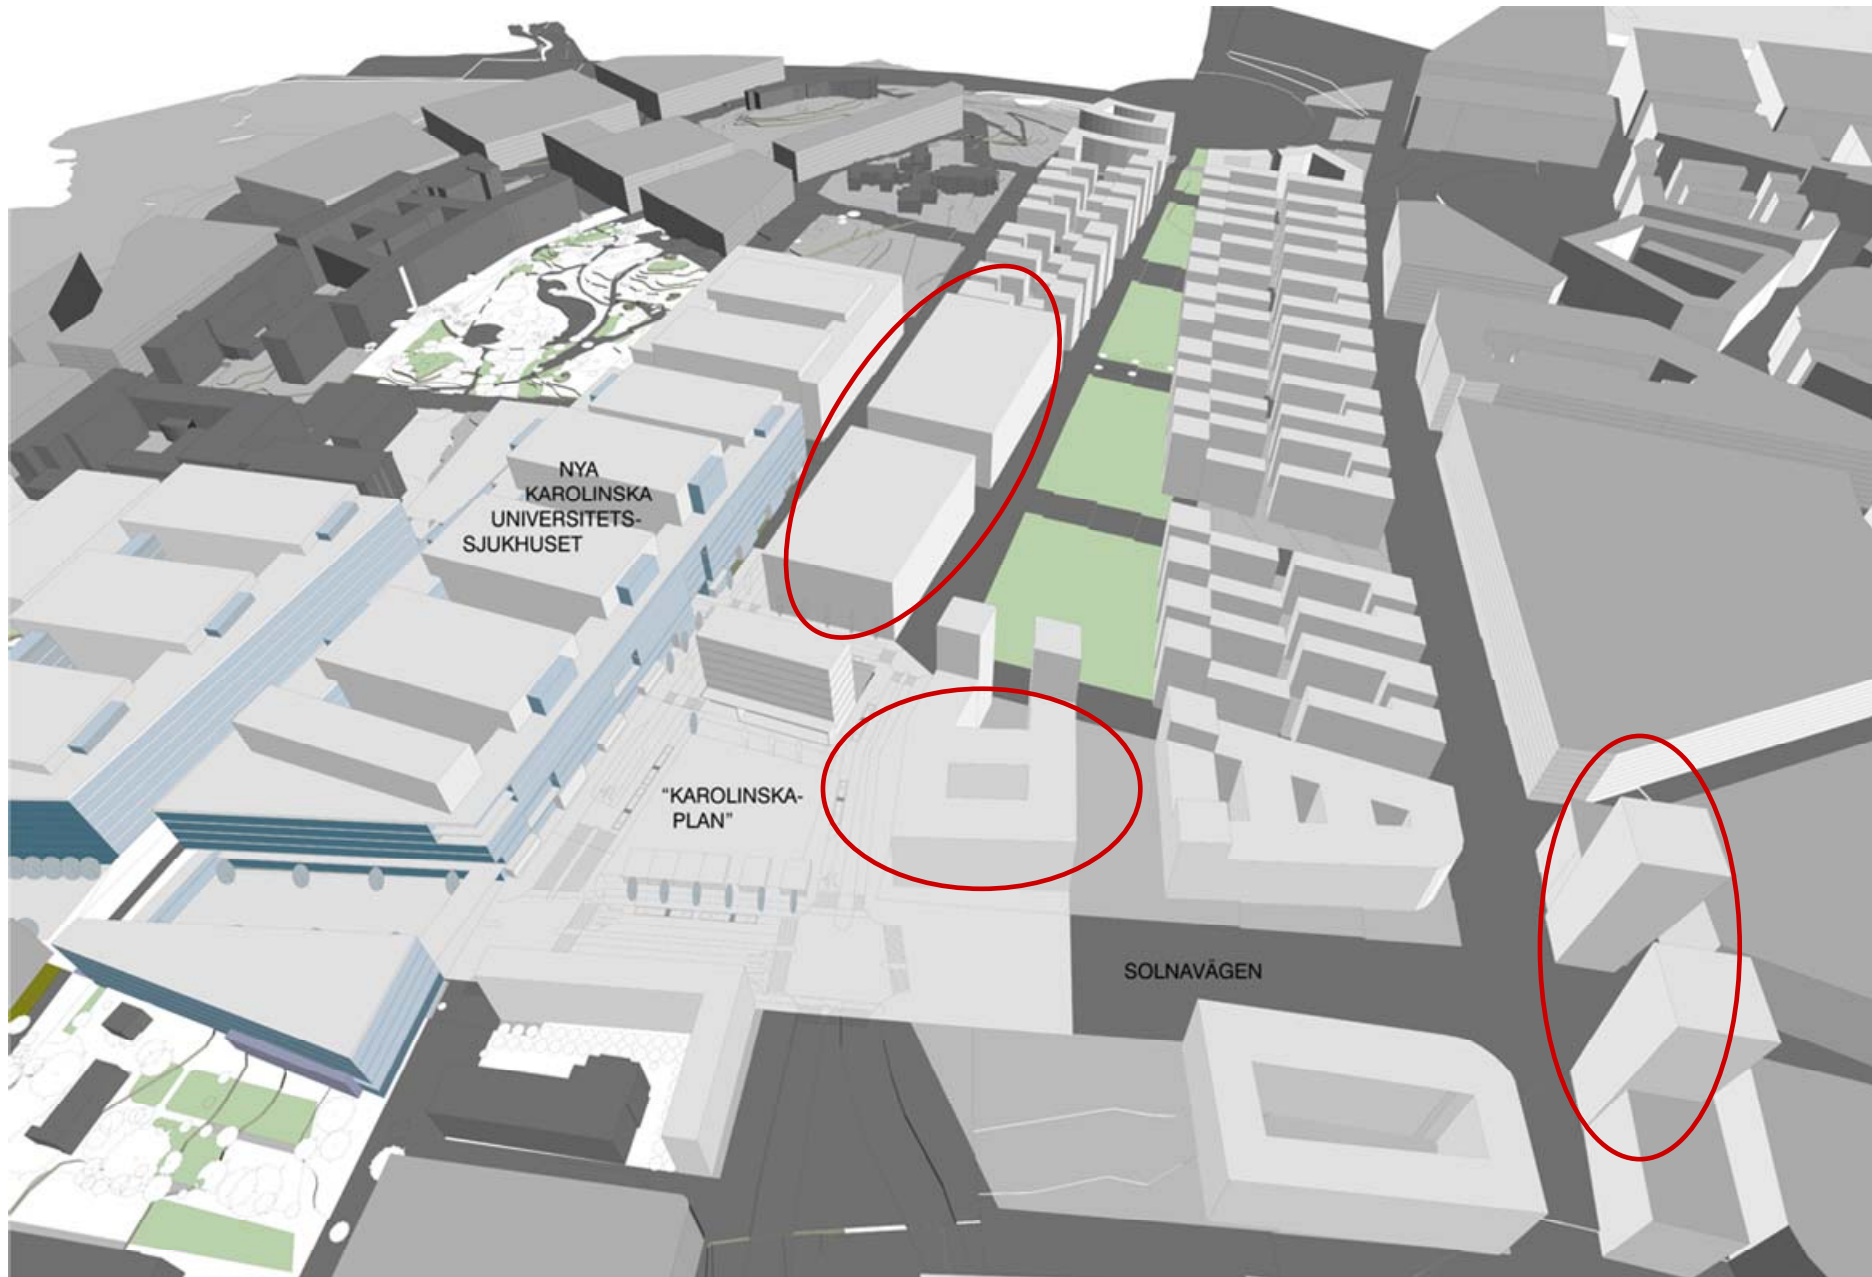 NYA
KAROLINSKA
UNIVERSITETS-
SJUKHUSET
"KAROLINSKA-
PLAN"
SOLNAVÄGEN